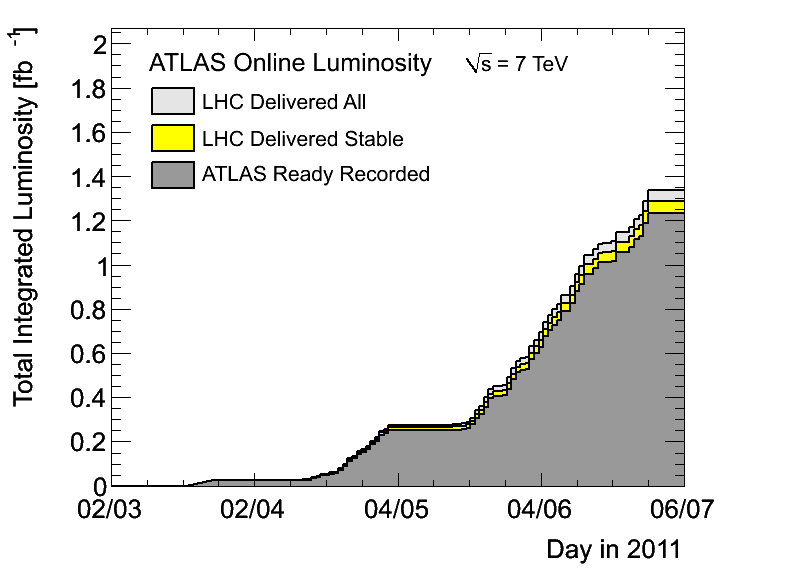 ATLAS Online Luminosity √s = 7 TeV
LHC Delivered All
LHC Delivered Stable
ATLAS Ready Recorded
Total Integrated Luminosity [fb⁻¹]
2
1.8
1.6
1.4
1.2
1
0.8
0.6
0.4
0.2
0
02/03 02/04 04/05 04/06 06/07
Day in 2011